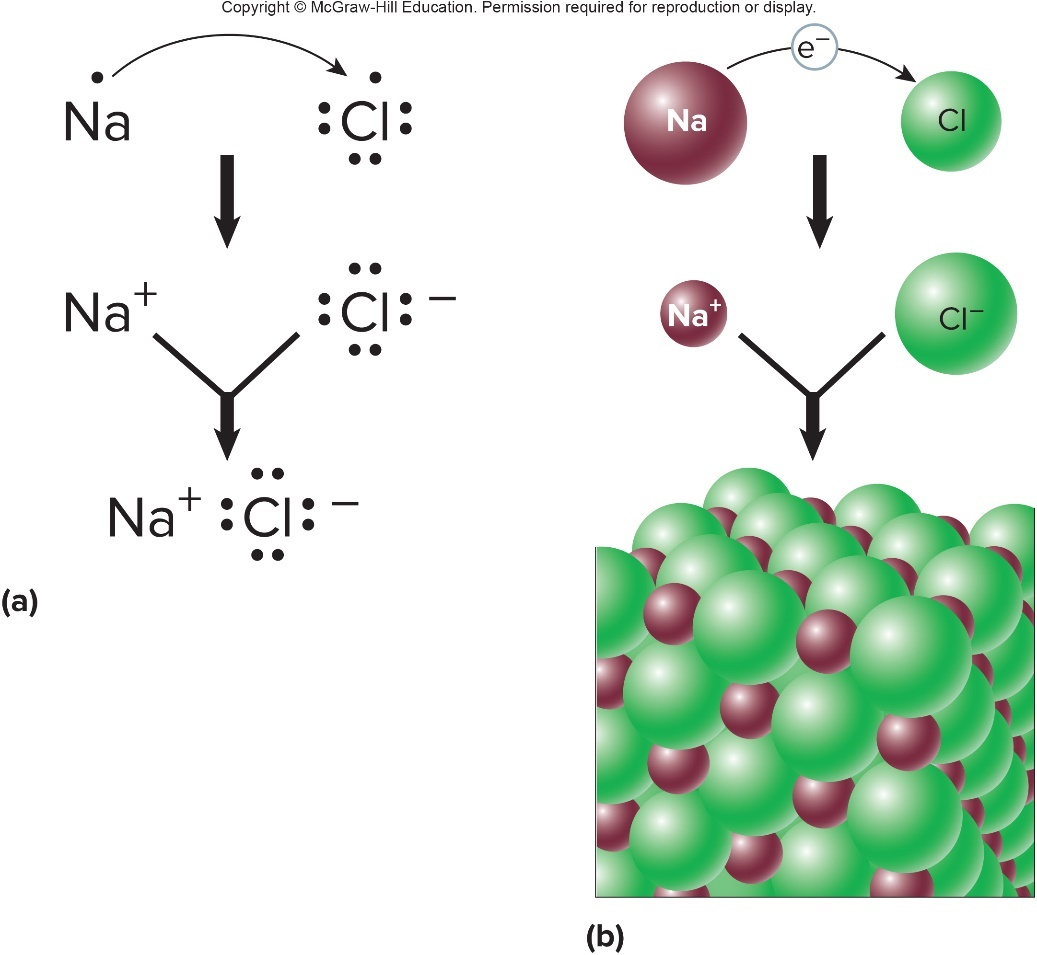 Copyright © McGraw-Hill Education. Permission required for reproduction or display.
Na Cl
Na⁺ Cl⁻
Na⁺ Cl⁻
(a)
e⁻
Na Cl
Na⁺ Cl⁻
(b)